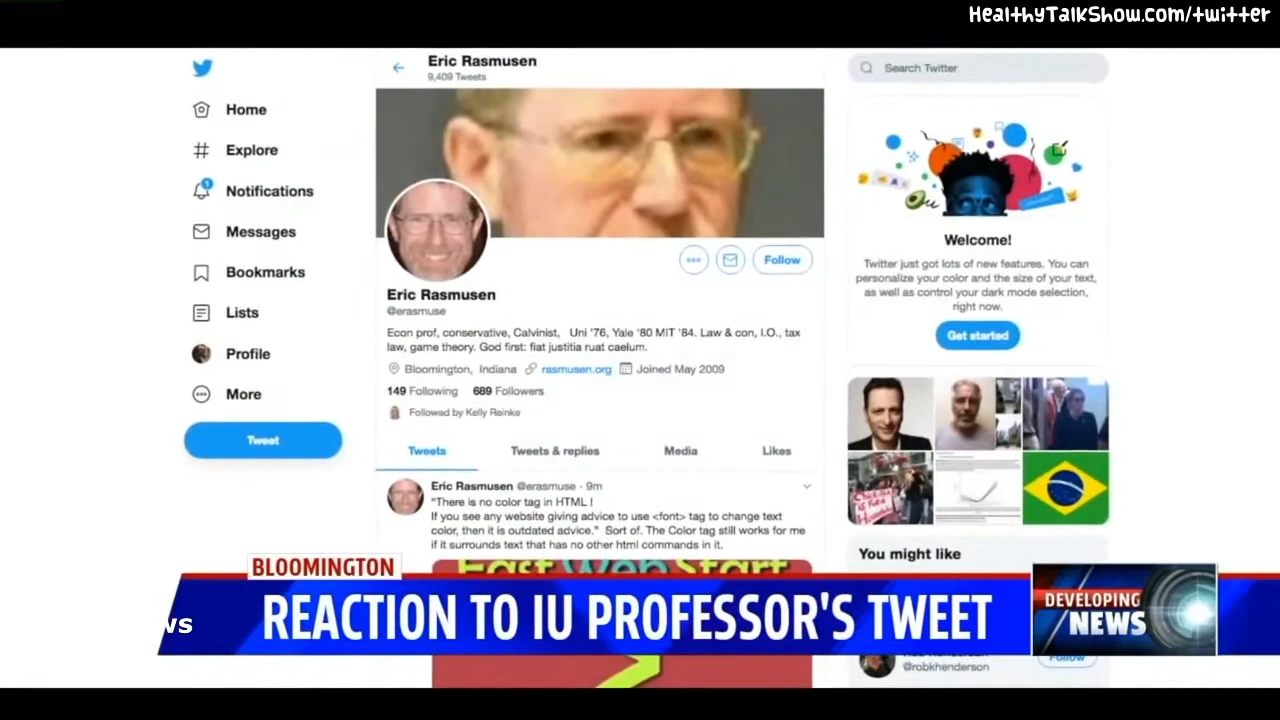 HealthyTalkShow.com/twitter
Home
Explore
Notifications
1
Messages
Bookmarks
Lists
Profile
More
Tweet
Eric Rasmusen
9,409 Tweets
Follow
Eric Rasmusen
@erasmuse
Econ prof, conservative, Calvinist, Uni '76, Yale '80 MIT '84. Law & con, I.O., tax
law, game theory. God first: fiat justitia ruat caelum.
Bloomington, Indiana rasmusen.org Joined May 2009
149 Following 689 Followers
Followed by Kelly Reinke
Tweets Tweets & replies Media Likes
Eric Rasmusen @erasmuse · 9m
"There is no color tag in HTML !
If you see any website giving advice to use <font> tag to change text
color, then it is outdated advice." Sort of. The Color tag still works for me
if it surrounds text that has no other html commands in it.
East Web Start
Search Twitter
Welcome!
Twitter just got lots of new features. You can
personalize your color and the size of your text,
as well as control your dark mode selection,
right now.
Get started
You might like
@robkhenderson
Follow
BLOOMINGTON
REACTION TO IU PROFESSOR'S TWEET
DEVELOPING
NEWS